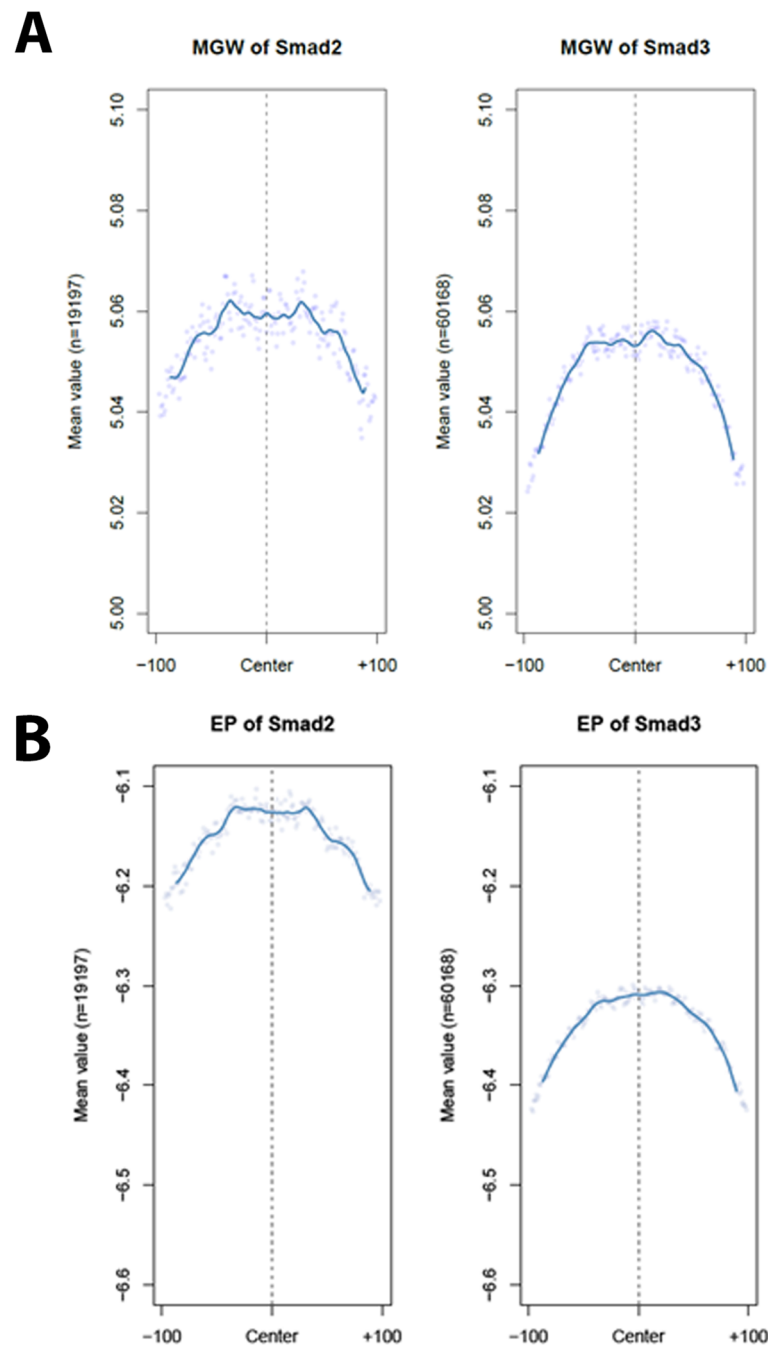 A
MGW of Smad2
MGW of Smad3
5.10
5.08
5.06
5.04
5.02
5.00
Mean value (n=19197)
−100 Center +100
5.10
5.08
5.06
5.04
5.02
5.00
Mean value (n=60168)
−100 Center +100
B
EP of Smad2
EP of Smad3
−6.1
−6.2
−6.3
−6.4
−6.5
−6.6
Mean value (n=19197)
−100 Center +100
−6.1
−6.2
−6.3
−6.4
−6.5
−6.6
Mean value (n=60168)
−100 Center +100